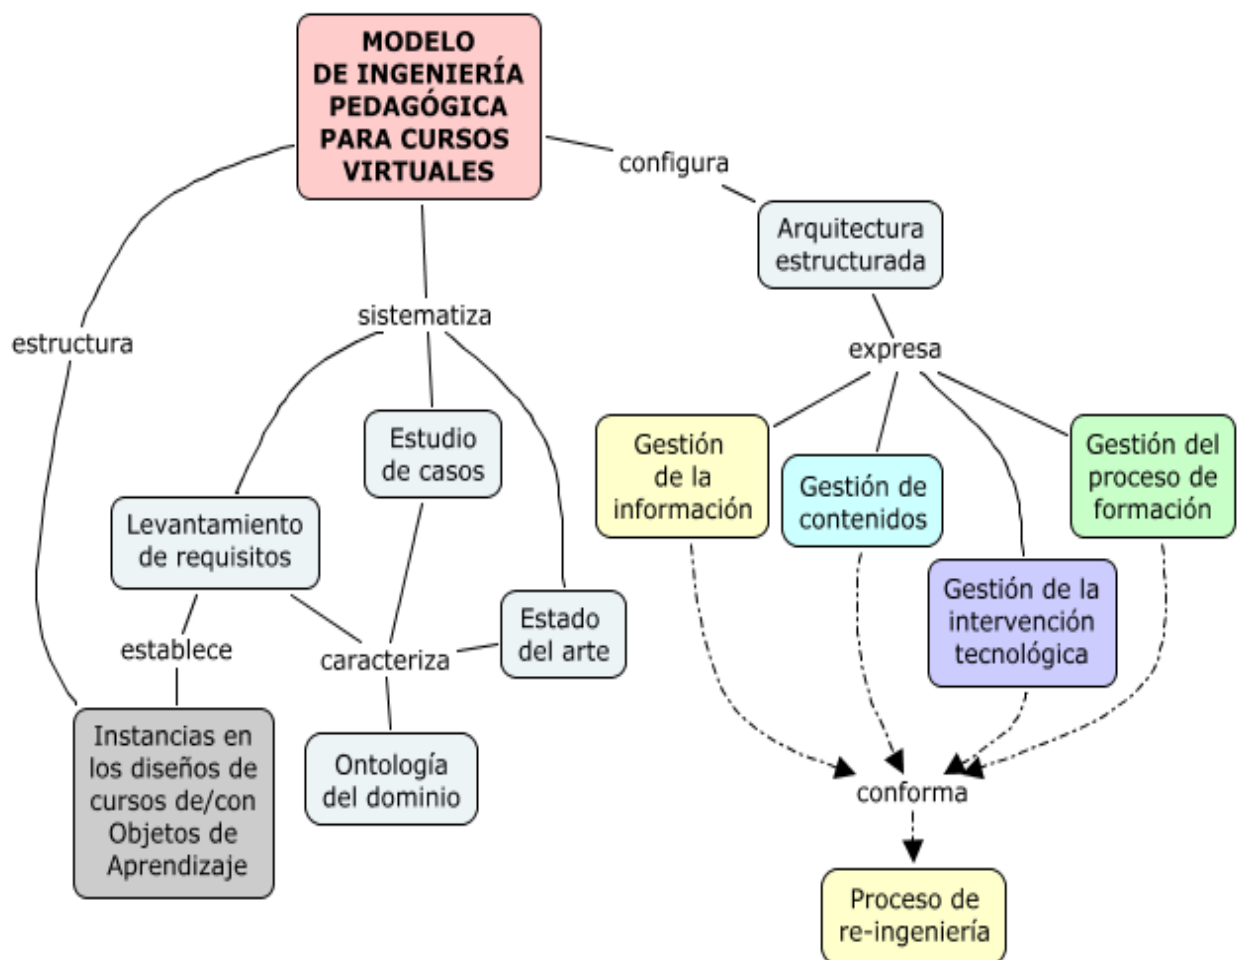 MODELO
DE INGENIERÍA
PEDAGÓGICA
PARA CURSOS
VIRTUALES
configura
Arquitectura
estructurada
sistematiza
estructura
expresa
Estudio
de casos
Gestión
de la
información
Gestión de
contenidos
Gestión del
proceso de
formación
Levantamiento
de requisitos
Gestión de la
intervención
tecnológica
Estado
del arte
establece
caracteriza
Instancias en
los diseños de
cursos de/con
Objetos de
Aprendizaje
Ontología
del dominio
conforma
Proceso de
re-ingeniería